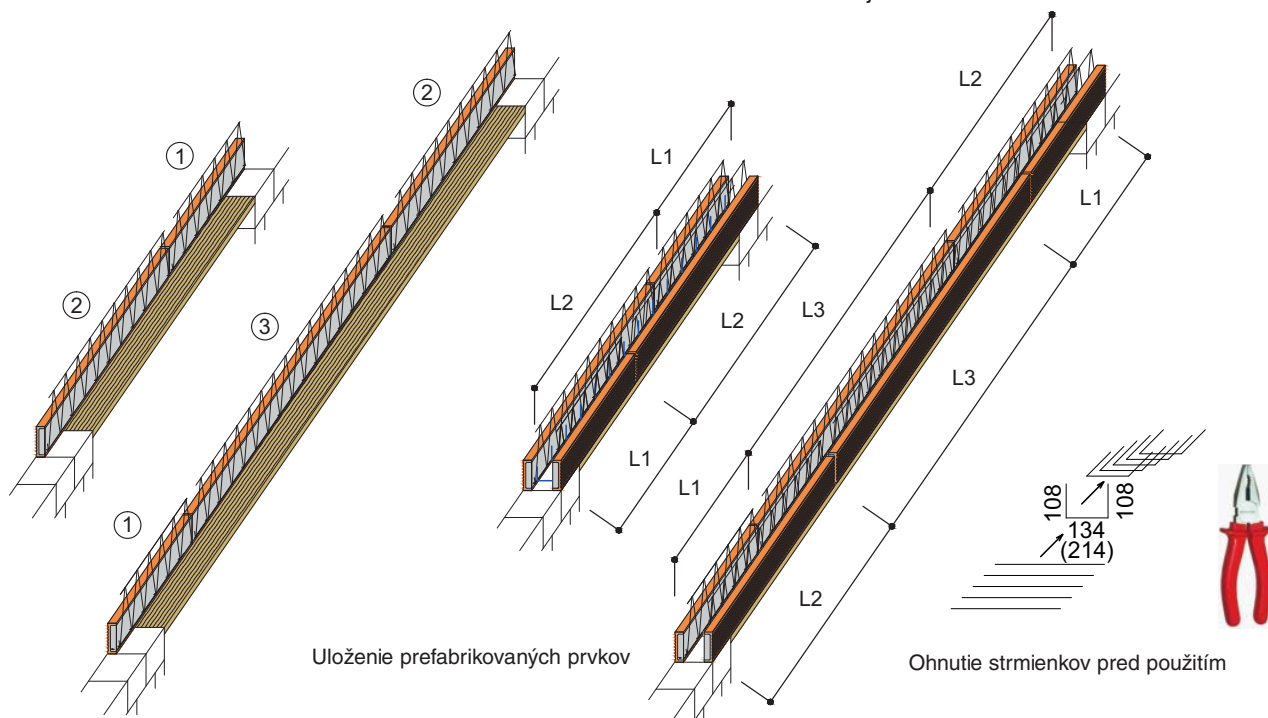 2
1
2
3
1
L1
L2
L2
L1
L2
L3
L1
L1
L3
L2
108
108
134
(214)
Uloženie prefabrikovaných prvkov
Ohnutie strmienkov pred použitím